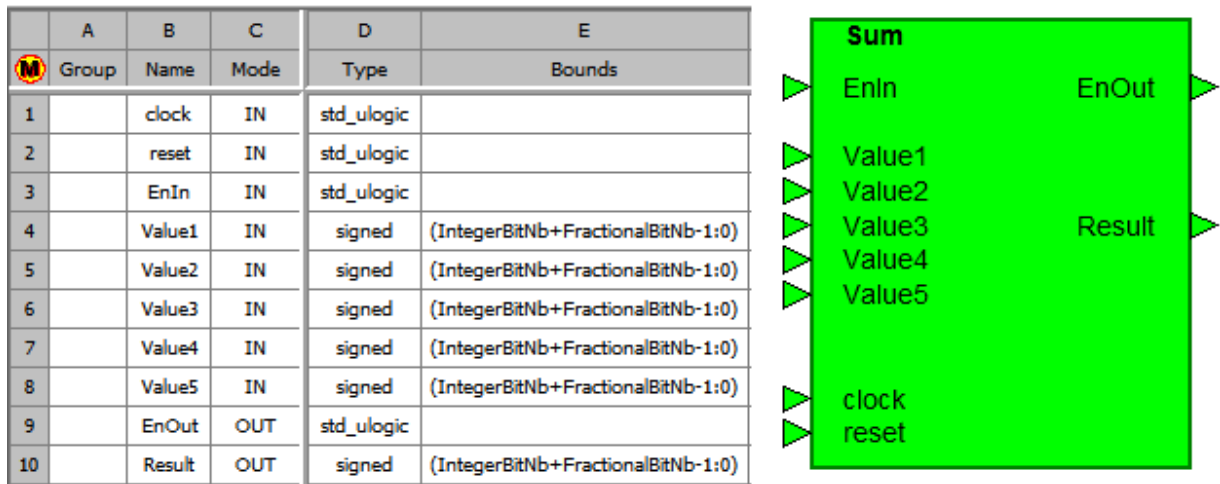 A B C D E
M Group Name Mode Type Bounds
1 clock IN std_ulogic
2 reset IN std_ulogic
3 EnIn IN std_ulogic
4 Value1 IN signed (IntegerBitNb+FractionalBitNb-1:0)
5 Value2 IN signed (IntegerBitNb+FractionalBitNb-1:0)
6 Value3 IN signed (IntegerBitNb+FractionalBitNb-1:0)
7 Value4 IN signed (IntegerBitNb+FractionalBitNb-1:0)
8 Value5 IN signed (IntegerBitNb+FractionalBitNb-1:0)
9 EnOut OUT std_ulogic
10 Result OUT signed (IntegerBitNb+FractionalBitNb-1:0)
Sum
EnIn EnOut
Value1
Value2
Value3 Result
Value4
Value5
clock
reset